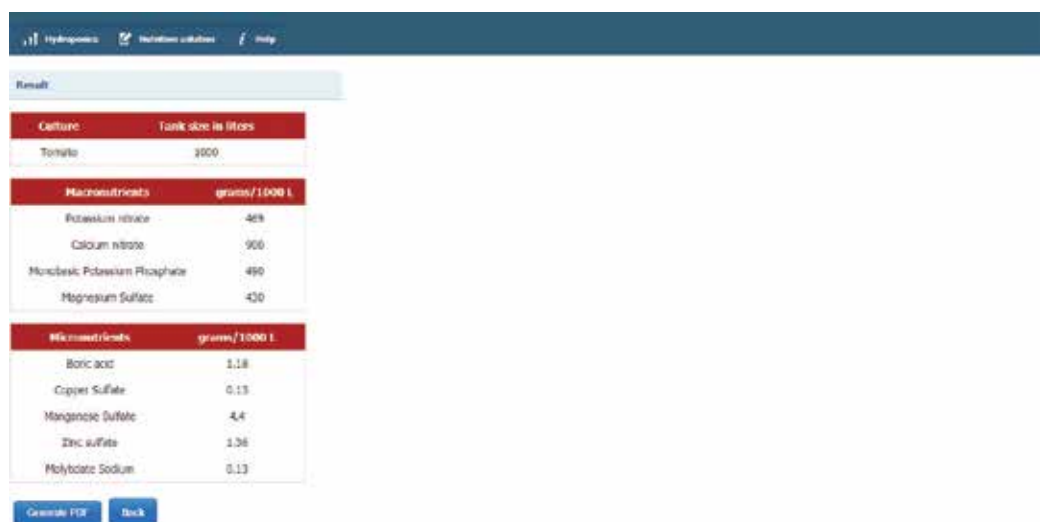 Hydroponics Nutrition solution Help
Result
Culture Tank size in liters
Tomato 1000
Macronutrients grams/1000 L
Potassium nitrate 469
Calcium nitrate 900
Monobasic Potassium Phosphate 490
Magnesium Sulfate 430
Micronutrients grams/1000 L
Boric acid 1.18
Copper Sulfate 0.13
Manganese Sulfate 4.4
Zinc sulfate 1.36
Molybdate Sodium 0.13
Generate PDF Back